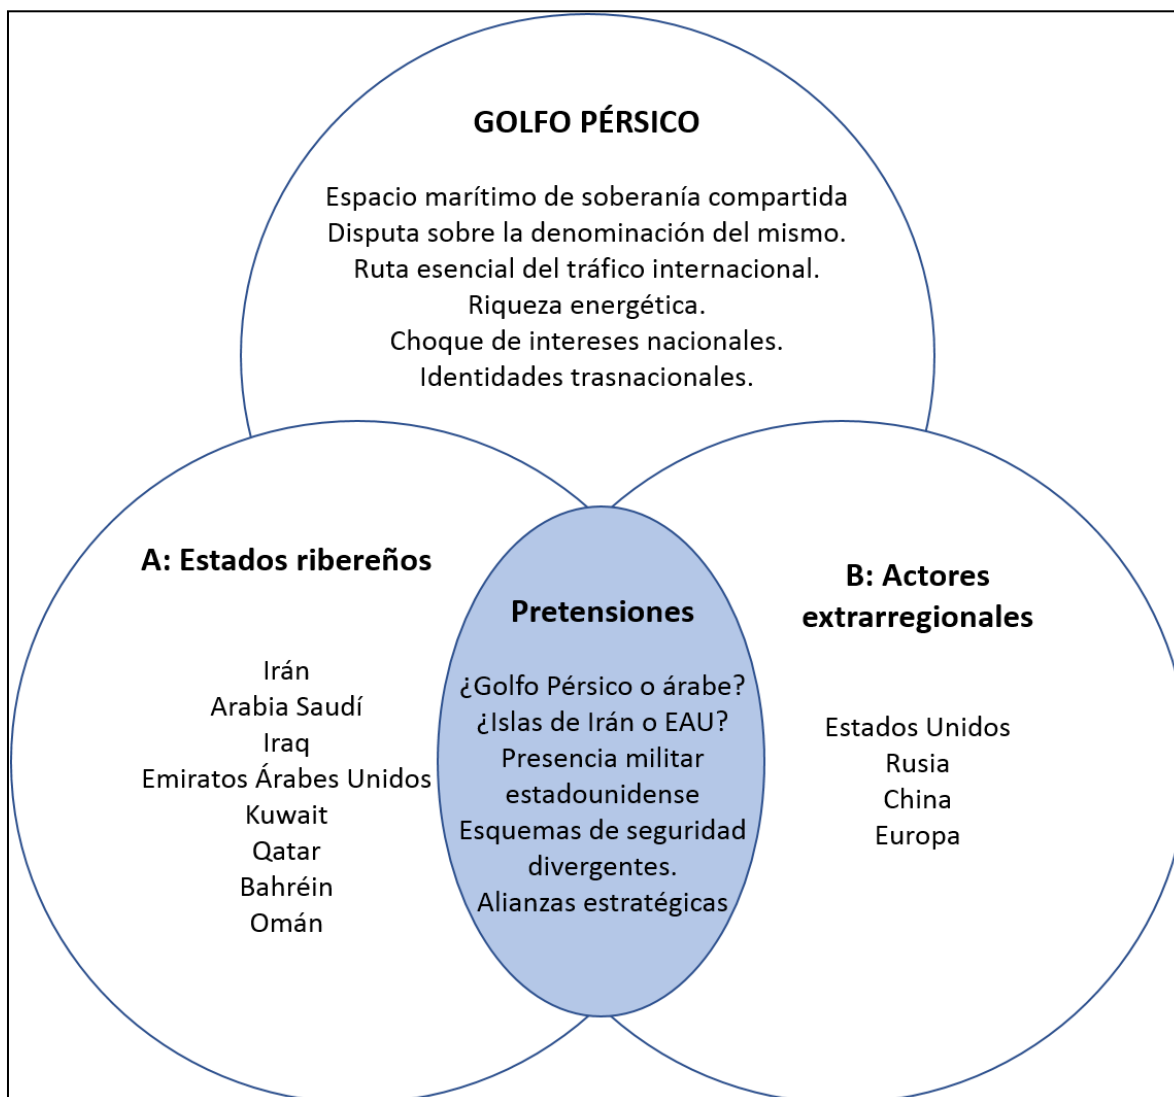 GOLFO PÉRSICO
Espacio marítimo de soberanía compartida
Disputa sobre la denominación del mismo.
Ruta esencial del tráfico internacional.
Riqueza energética.
Choque de intereses nacionales.
Identidades trasnacionales.
A: Estados ribereños
Irán
Arabia Saudí
Iraq
Emiratos Árabes Unidos
Kuwait
Qatar
Bahréin
Omán
Pretensiones
¿Golfo Pérsico o árabe?
¿Islas de Irán o EAU?
Presencia militar
estadounidense
Esquemas de seguridad
divergentes.
Alianzas estratégicas
B: Actores
extrarregionales
Estados Unidos
Rusia
China
Europa